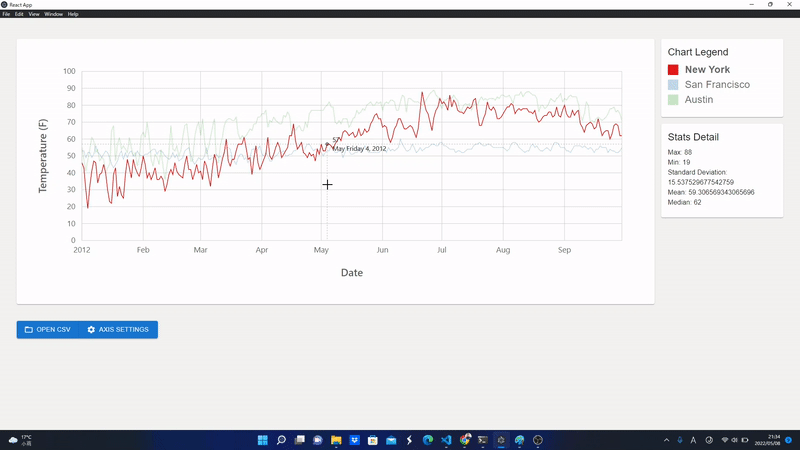 React App
File Edit View Window Help
100
90
80
70
60
50
40
30
20
10
0
Temperature (F)
57
May Friday 4, 2012
2012 Feb Mar Apr May Jun Jul Aug Sep
Date
Chart Legend
New York
San Francisco
Austin
Stats Detail
Max: 88
Min: 19
Standard Deviation:
15.537529677542759
Mean: 59.306569343065696
Median: 62
OPEN CSV
AXIS SETTINGS
17°C
小雨
A
21:34
2022/05/08